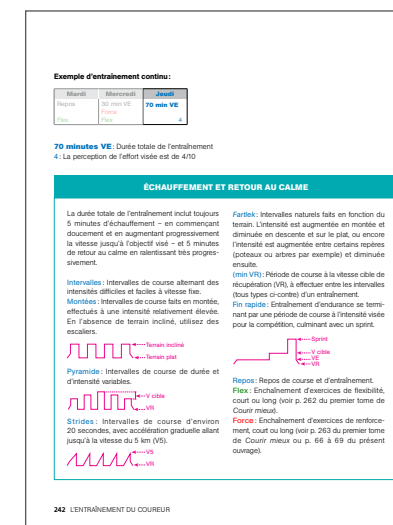 Exemple d'entraînement continu :
Mardi Mercredi Jeudi
Repos 50 min VE 70 min VE
Force
Flex Flex 4
70 minutes VE : Durée totale de l'entraînement
4 : La perception de l'effort visée est de 4/10
ÉCHAUFFEMENT ET RETOUR AU CALME
La durée totale de l'entraînement inclut toujours
5 minutes d'échauffement – en commençant
doucement et en augmentant progressivement
la vitesse jusqu'à l'objectif visé – et 5 minutes
de retour au calme en ralentissant très progres-
sivement.
Intervalles : Intervalles de course alternant des
intensités difficiles et faciles à vitesse fixe.
Montées : Intervalles de course faits en montée,
effectués à une intensité relativement élevée.
En l'absence de terrain incliné, utilisez des
escaliers.
Terrain incliné
Terrain plat
Pyramide : Intervalles de course de durée et
d'intensité variables.
V cible
VR
Strides : Intervalles de course d'environ
20 secondes, avec accélération graduelle allant
jusqu'à la vitesse du 5 km (V5).
V5
VR
Fartlek : Intervalles naturels faits en fonction du
terrain. L'intensité est augmentée en montée et
diminuée en descente et sur le plat, ou encore
l'intensité est augmentée entre certains repères
(poteaux ou arbres par exemple) et diminuée
ensuite.
(min VR) : Période de course à la vitesse cible de
récupération (VR), à effectuer entre les intervalles
(tous types ci-contre) d'un entraînement.
Fin rapide : Entraînement d'endurance se termi-
nant par une période de course à l'intensité visée
pour la compétition, culminant avec un sprint.
Sprint
V cible
VE
VR
Repos : Repos de course et d'entraînement.
Flex : Enchaînement d'exercices de flexibilité,
court ou long (voir p. 262 du premier tome de
Courir mieux).
Force : Enchaînement d'exercices de renforce-
ment, court ou long (voir p. 263 du premier tome
de Courir mieux ou p. 66 à 69 du présent
ouvrage).
242 L'ENTRAÎNEMENT DU COUREUR